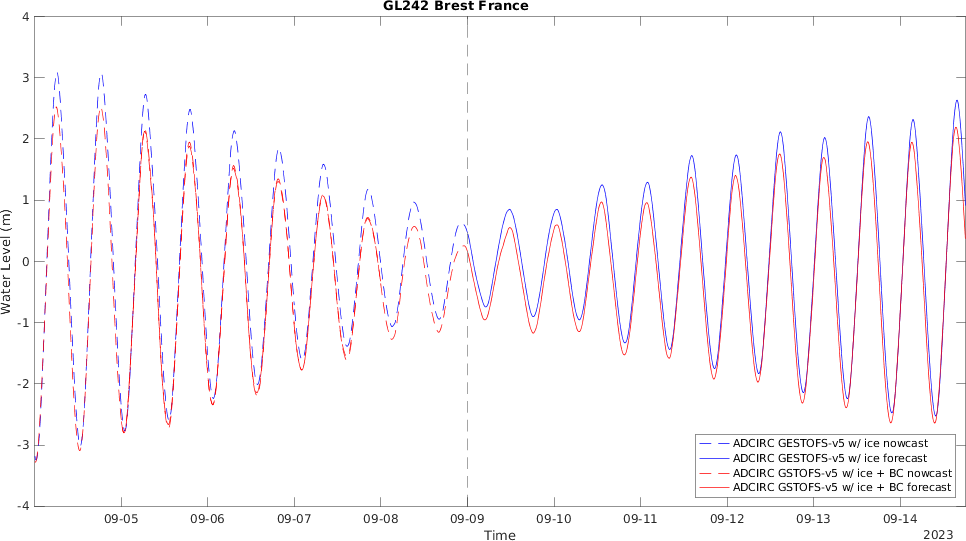 GL242 Brest France
4
3
2
1
0
-1
-2
-3
-4
Water Level (m)
ADCIRC GESTOFS-v5 w/ ice nowcast
ADCIRC GESTOFS-v5 w/ ice forecast
ADCIRC GSTOFS-v5 w/ ice + BC nowcast
ADCIRC GSTOFS-v5 w/ ice + BC forecast
09-05 09-06 09-07 09-08 09-09 09-10 09-11 09-12 09-13 09-14
Time
2023